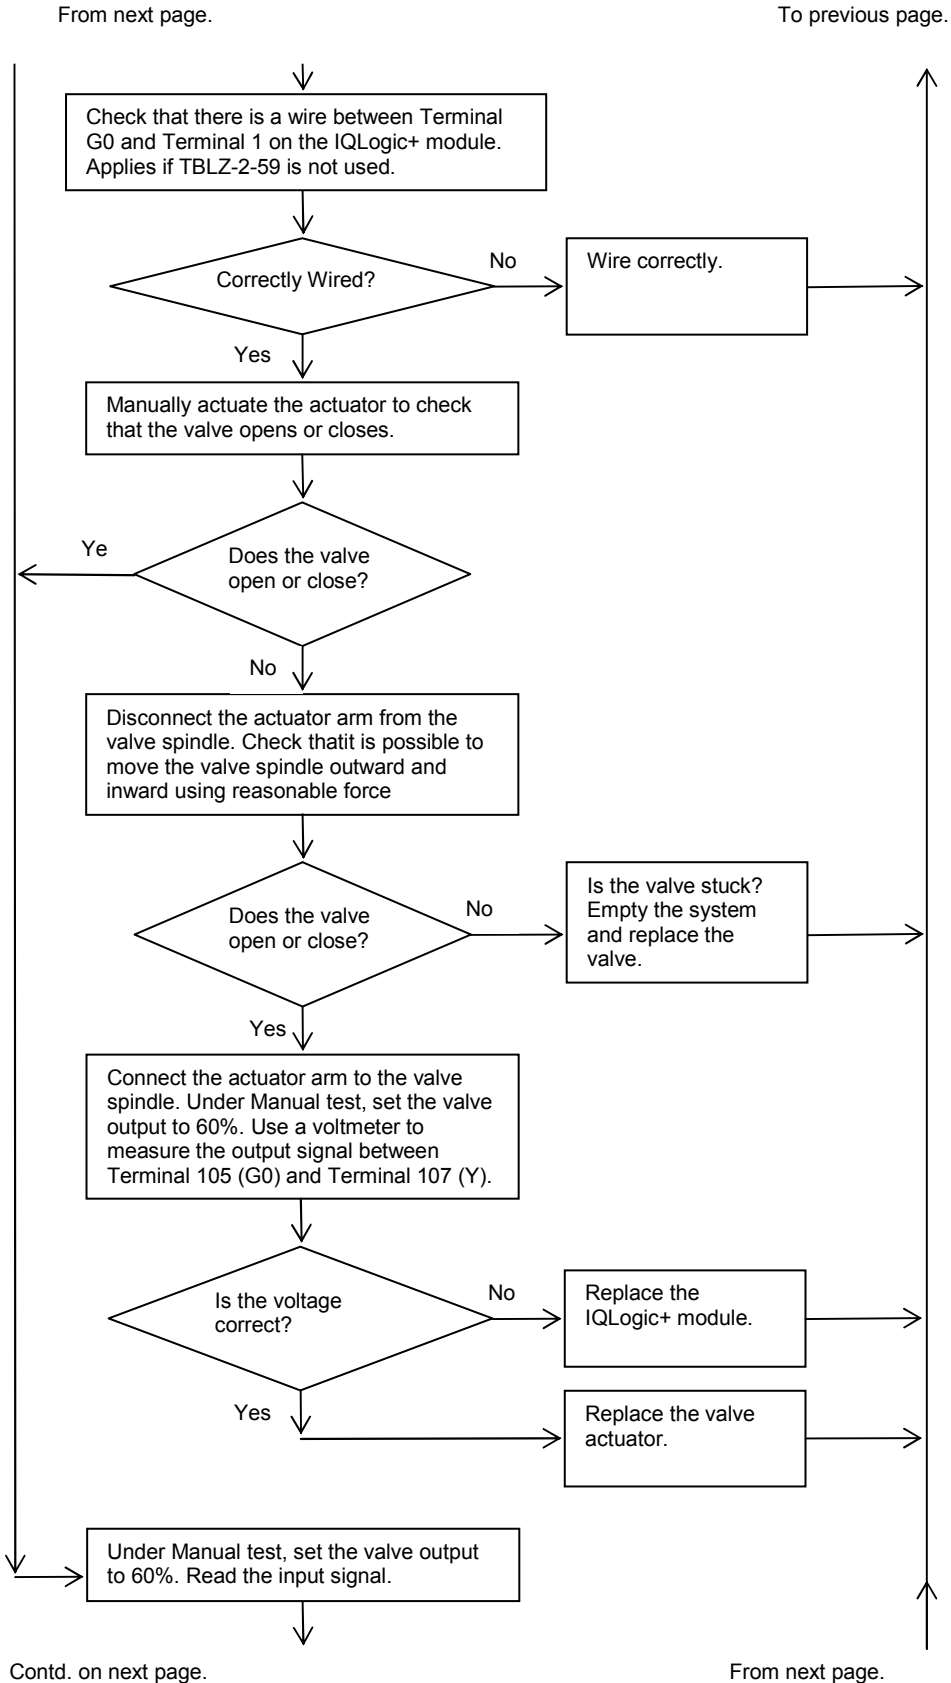 From next page.
To previous page.
Check that there is a wire between Terminal
G0 and Terminal 1 on the IQLogic+ module.
Applies if TBLZ-2-59 is not used.
Correctly Wired?
No
Wire correctly.
Yes
Manually actuate the actuator to check
that the valve opens or closes.
Ye
Does the valve
open or close?
No
Disconnect the actuator arm from the
valve spindle. Check thatit is possible to
move the valve spindle outward and
inward using reasonable force
Does the valve
open or close?
No
Is the valve stuck?
Empty the system
and replace the
valve.
Yes
Connect the actuator arm to the valve
spindle. Under Manual test, set the valve
output to 60%. Use a voltmeter to
measure the output signal between
Terminal 105 (G0) and Terminal 107 (Y).
Is the voltage
correct?
No
Replace the
IQLogic+ module.
Yes
Replace the valve
actuator.
Under Manual test, set the valve output
to 60%. Read the input signal.
Contd. on next page.
From next page.